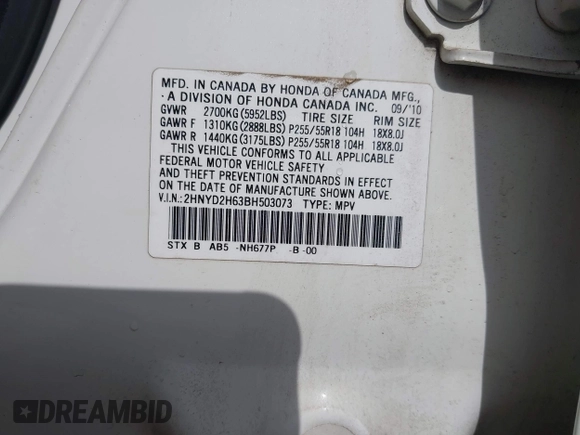 MFD. IN CANADA BY HONDA OF CANADA MFG.,
A DIVISION OF HONDA CANADA INC. 09/'10
GVWR 2700KG(5952LBS) TIRE SIZE RIM SIZE
GAWR F 1310KG(2888LBS) P255/55R18 104H 18X8.0J
GAWR R 1440KG(3175LBS) P255/55R18 104H 18X8.0J
THIS VEHICLE CONFORMS TO ALL APPLICABLE
FEDERAL MOTOR VEHICLE SAFETY
AND THEFT PREVENTION STANDARDS IN EFFECT
ON THE DATE OF MANUFACTURE SHOWN ABOVE.
V.I.N.:2HNYD2H63BH503073 TYPE: MPV
STX B AB5 -NH677P -B-00
DREAMBID